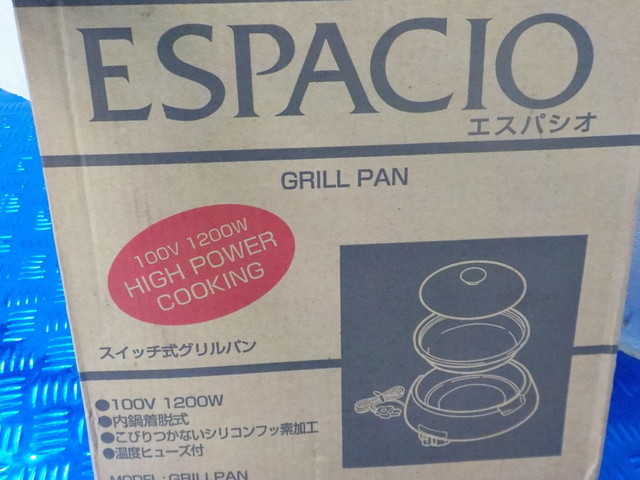 ESPACIO
エスパシオ
GRILL PAN
100V 1200W
HIGH POWER
COOKING
スイッチ式グリルパン
●100V 1200W
●内鍋着脱式
●こびりつかないシリコンフッ素加工
●温度ヒューズ付
MODEL:GRILLPAN